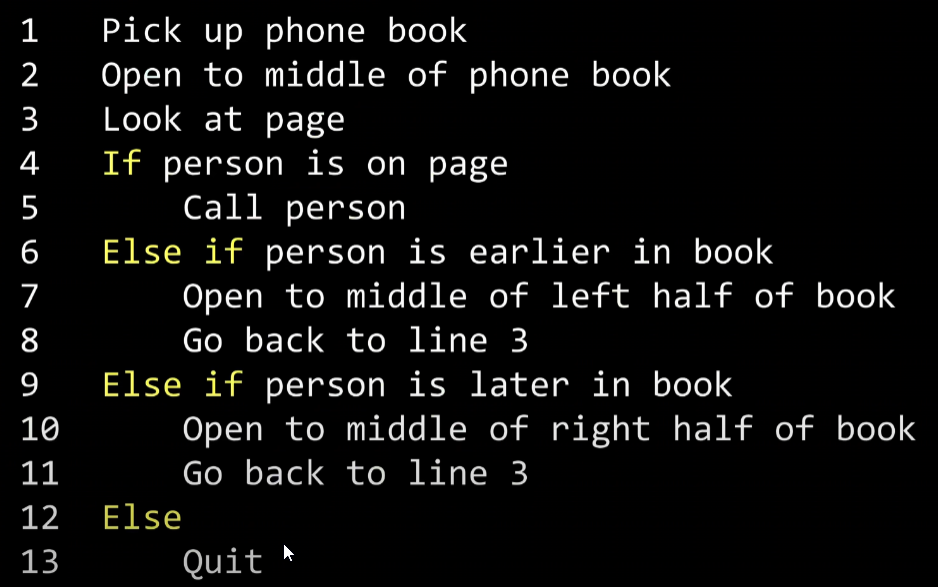 1 Pick up phone book
2 Open to middle of phone book
3 Look at page
4 If person is on page
5 Call person
6 Else if person is earlier in book
7 Open to middle of left half of book
8 Go back to line 3
9 Else if person is later in book
10 Open to middle of right half of book
11 Go back to line 3
12 Else
13 Quit